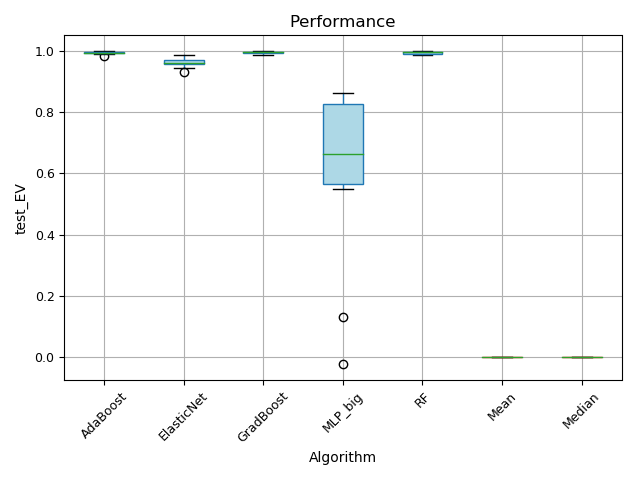 Performance
test_EV
1.0
0.8
0.6
0.4
0.2
0.0
AdaBoost
ElasticNet
GradBoost
MLP_big
RF
Mean
Median
Algorithm